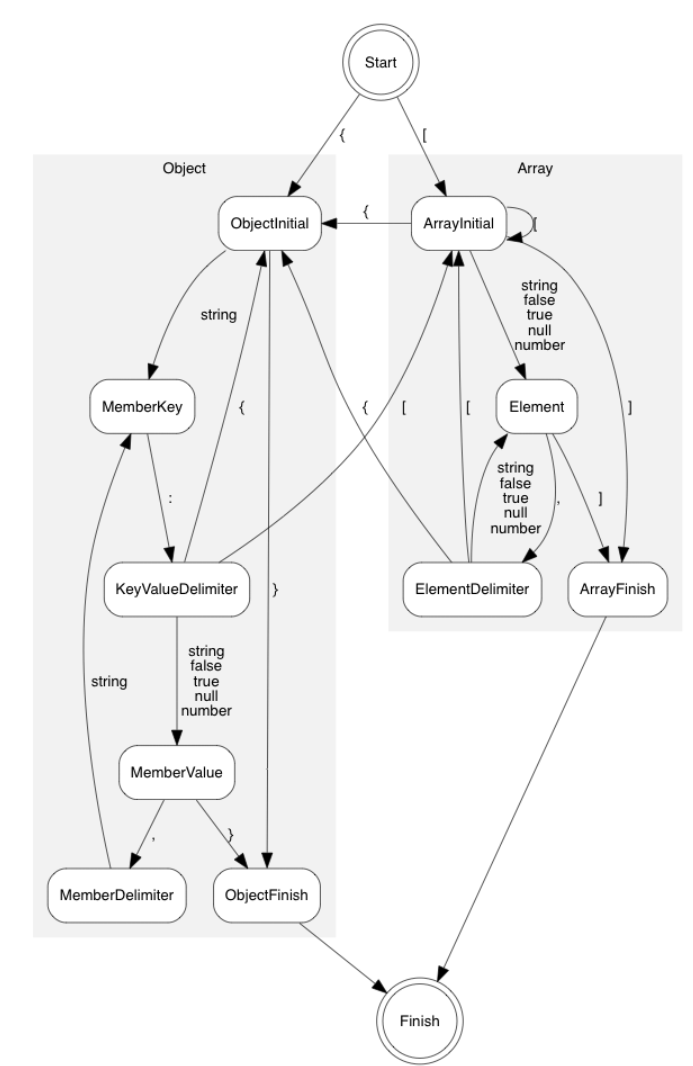 Start
{
[
Object
Array
ObjectInitial
{
ArrayInitial
[
string
string
false
true
null
number
MemberKey
{
{
[
[
Element
]
:
string
false
true
null
number
,
]
KeyValueDelimiter
}
ElementDelimiter
ArrayFinish
string
string
false
true
null
number
MemberValue
,
}
MemberDelimiter
ObjectFinish
Finish